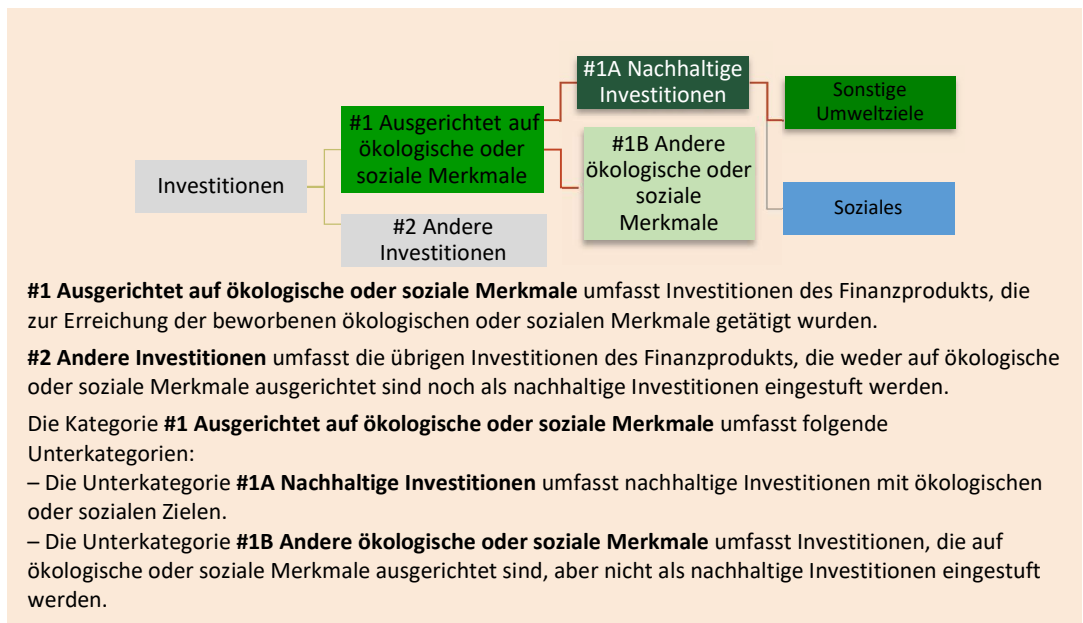 #1A Nachhaltige
Investitionen
Sonstige
Umweltziele
#1 Ausgerichtet auf
ökologische oder
soziale Merkmale
#1B Andere
ökologische oder
soziale
Merkmale
Investitionen
Soziales
#2 Andere
Investitionen
#1 Ausgerichtet auf ökologische oder soziale Merkmale umfasst Investitionen des Finanzprodukts, die
zur Erreichung der beworbenen ökologischen oder sozialen Merkmale getätigt wurden.
#2 Andere Investitionen umfasst die übrigen Investitionen des Finanzprodukts, die weder auf ökologische
oder soziale Merkmale ausgerichtet sind noch als nachhaltige Investitionen eingestuft werden.
Die Kategorie #1 Ausgerichtet auf ökologische oder soziale Merkmale umfasst folgende
Unterkategorien:
– Die Unterkategorie #1A Nachhaltige Investitionen umfasst nachhaltige Investitionen mit ökologischen
oder sozialen Zielen.
– Die Unterkategorie #1B Andere ökologische oder soziale Merkmale umfasst Investitionen, die auf
ökologische oder soziale Merkmale ausgerichtet sind, aber nicht als nachhaltige Investitionen eingestuft
werden.